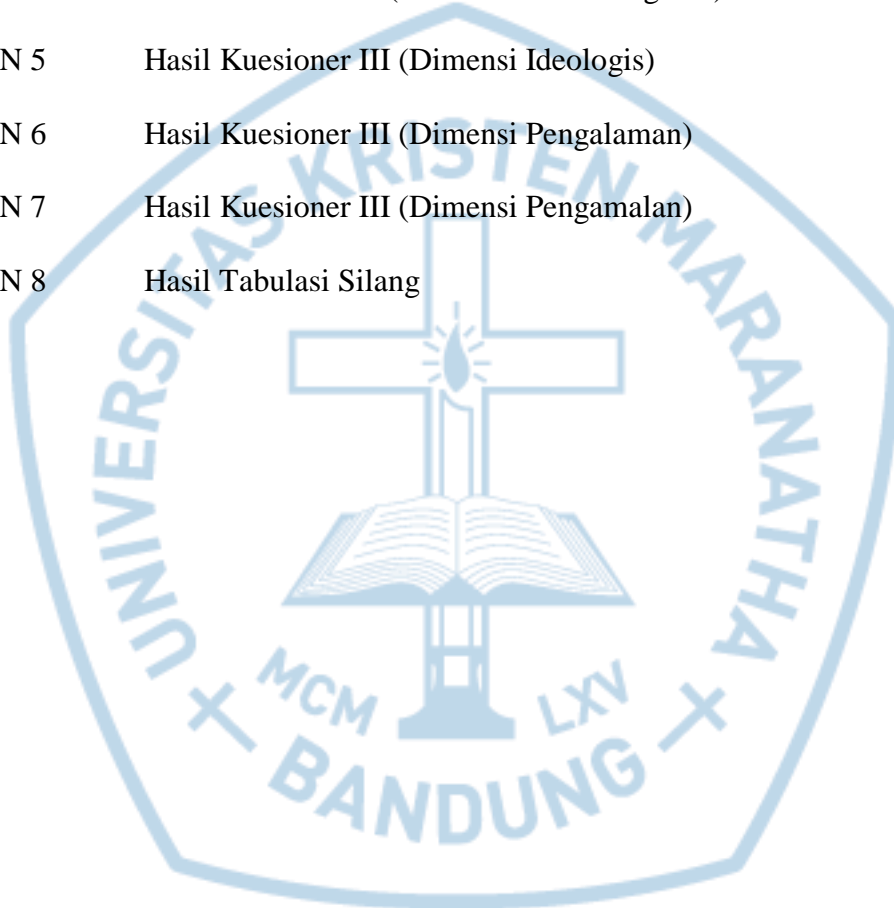 N 5 Hasil Kuesioner III (Dimensi Ideologis)
N 6 Hasil Kuesioner III (Dimensi Pengalaman)
N 7 Hasil Kuesioner III (Dimensi Pengamalan)
N 8 Hasil Tabulasi Silang
UNIVERSITAS KRISTEN MARANATHA
MCM LXV
BANDUNG